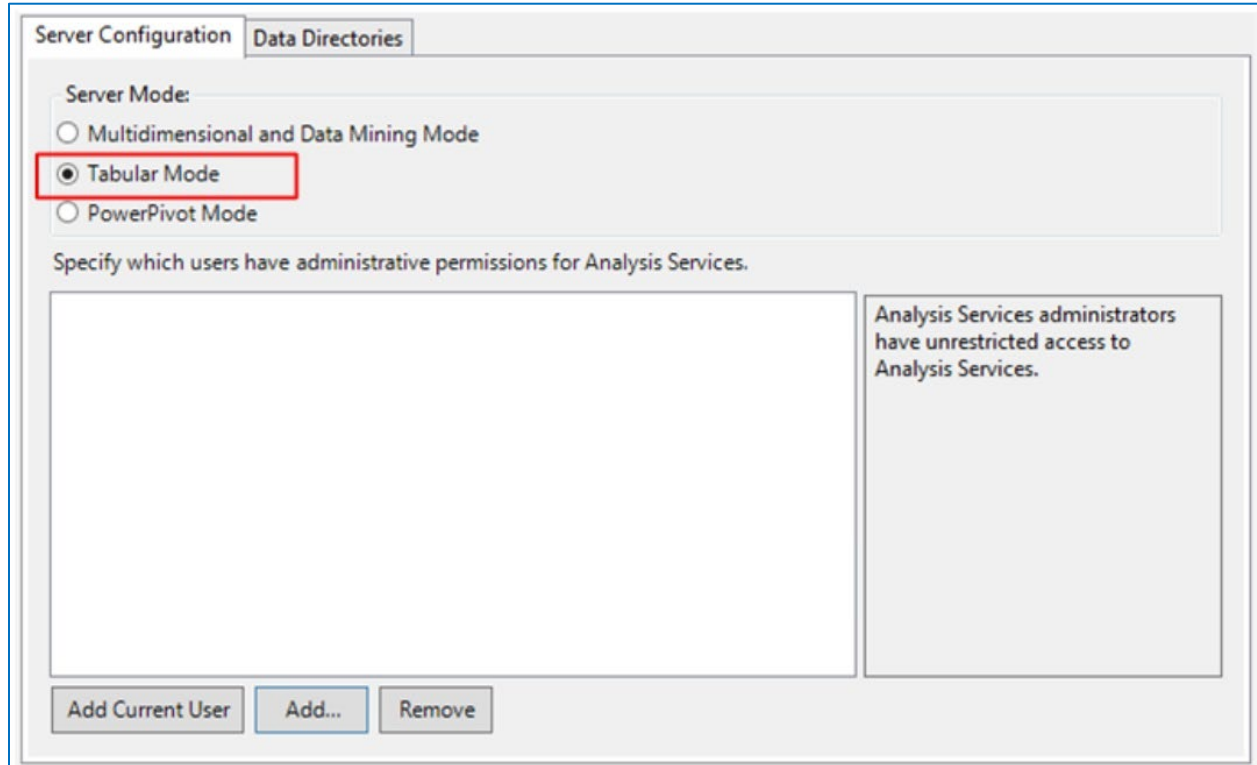 Server Configuration
Data Directories
Server Mode:
Multidimensional and Data Mining Mode
Tabular Mode
PowerPivot Mode
Specify which users have administrative permissions for Analysis Services.
Analysis Services administrators
have unrestricted access to
Analysis Services.
Add Current User
Add...
Remove